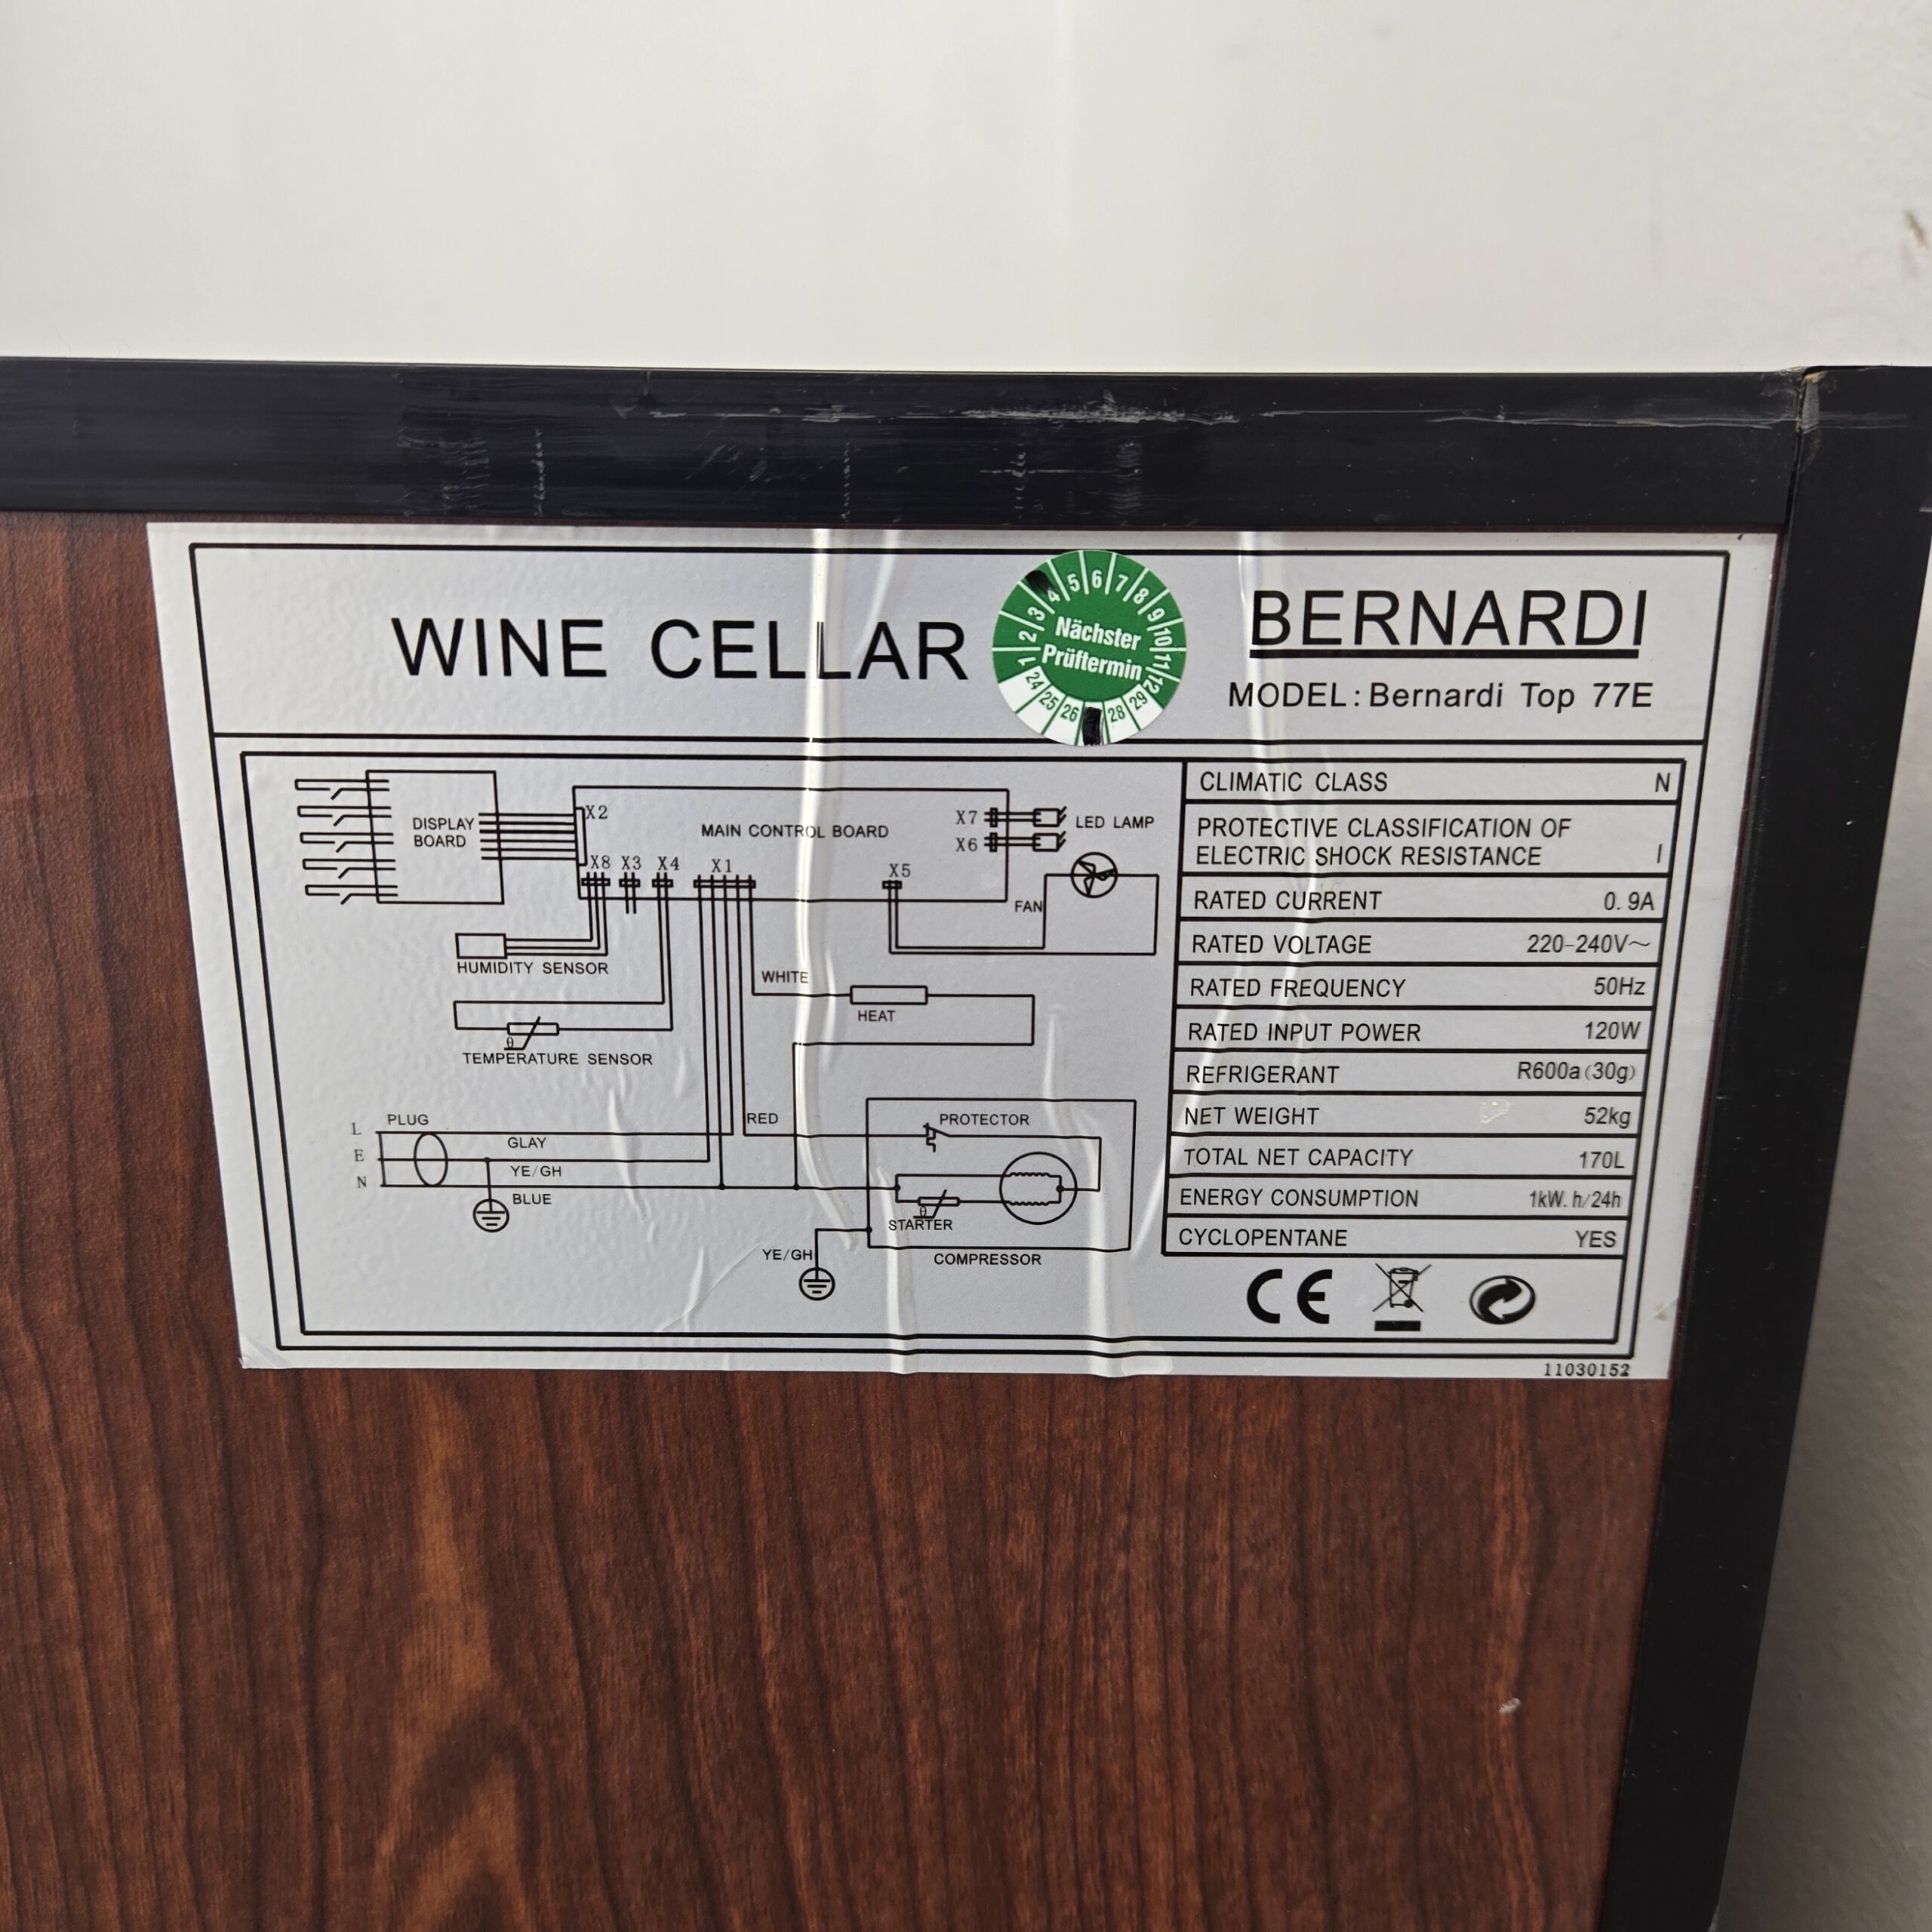 WINE CELLAR
4 5 6 7 8 9 10 11 12
1 2 3
Nächster
Prüftermin
24 25 26 28 29
BERNARDI
MODEL: Bernardi Top 77E
DISPLAY
BOARD
X2
MAIN CONTROL BOARD
X7
X6
LED LAMP
X8 X3 X4 X1 X5
FAN
HUMIDITY SENSOR
WHITE
HEAT
θ
TEMPERATURE SENSOR
PLUG
L
E
N
GLAY
YE/GH
BLUE
RED
PROTECTOR
θ
STARTER
YE/GH
COMPRESSOR
CLIMATIC CLASS N
PROTECTIVE CLASSIFICATION OF
ELECTRIC SHOCK RESISTANCE I
RATED CURRENT 0.9A
RATED VOLTAGE 220-240V~
RATED FREQUENCY 50Hz
RATED INPUT POWER 120W
REFRIGERANT R600a(30g)
NET WEIGHT 52kg
TOTAL NET CAPACITY 170L
ENERGY CONSUMPTION 1kW.h/24h
CYCLOPENTANE YES
CE
11030152